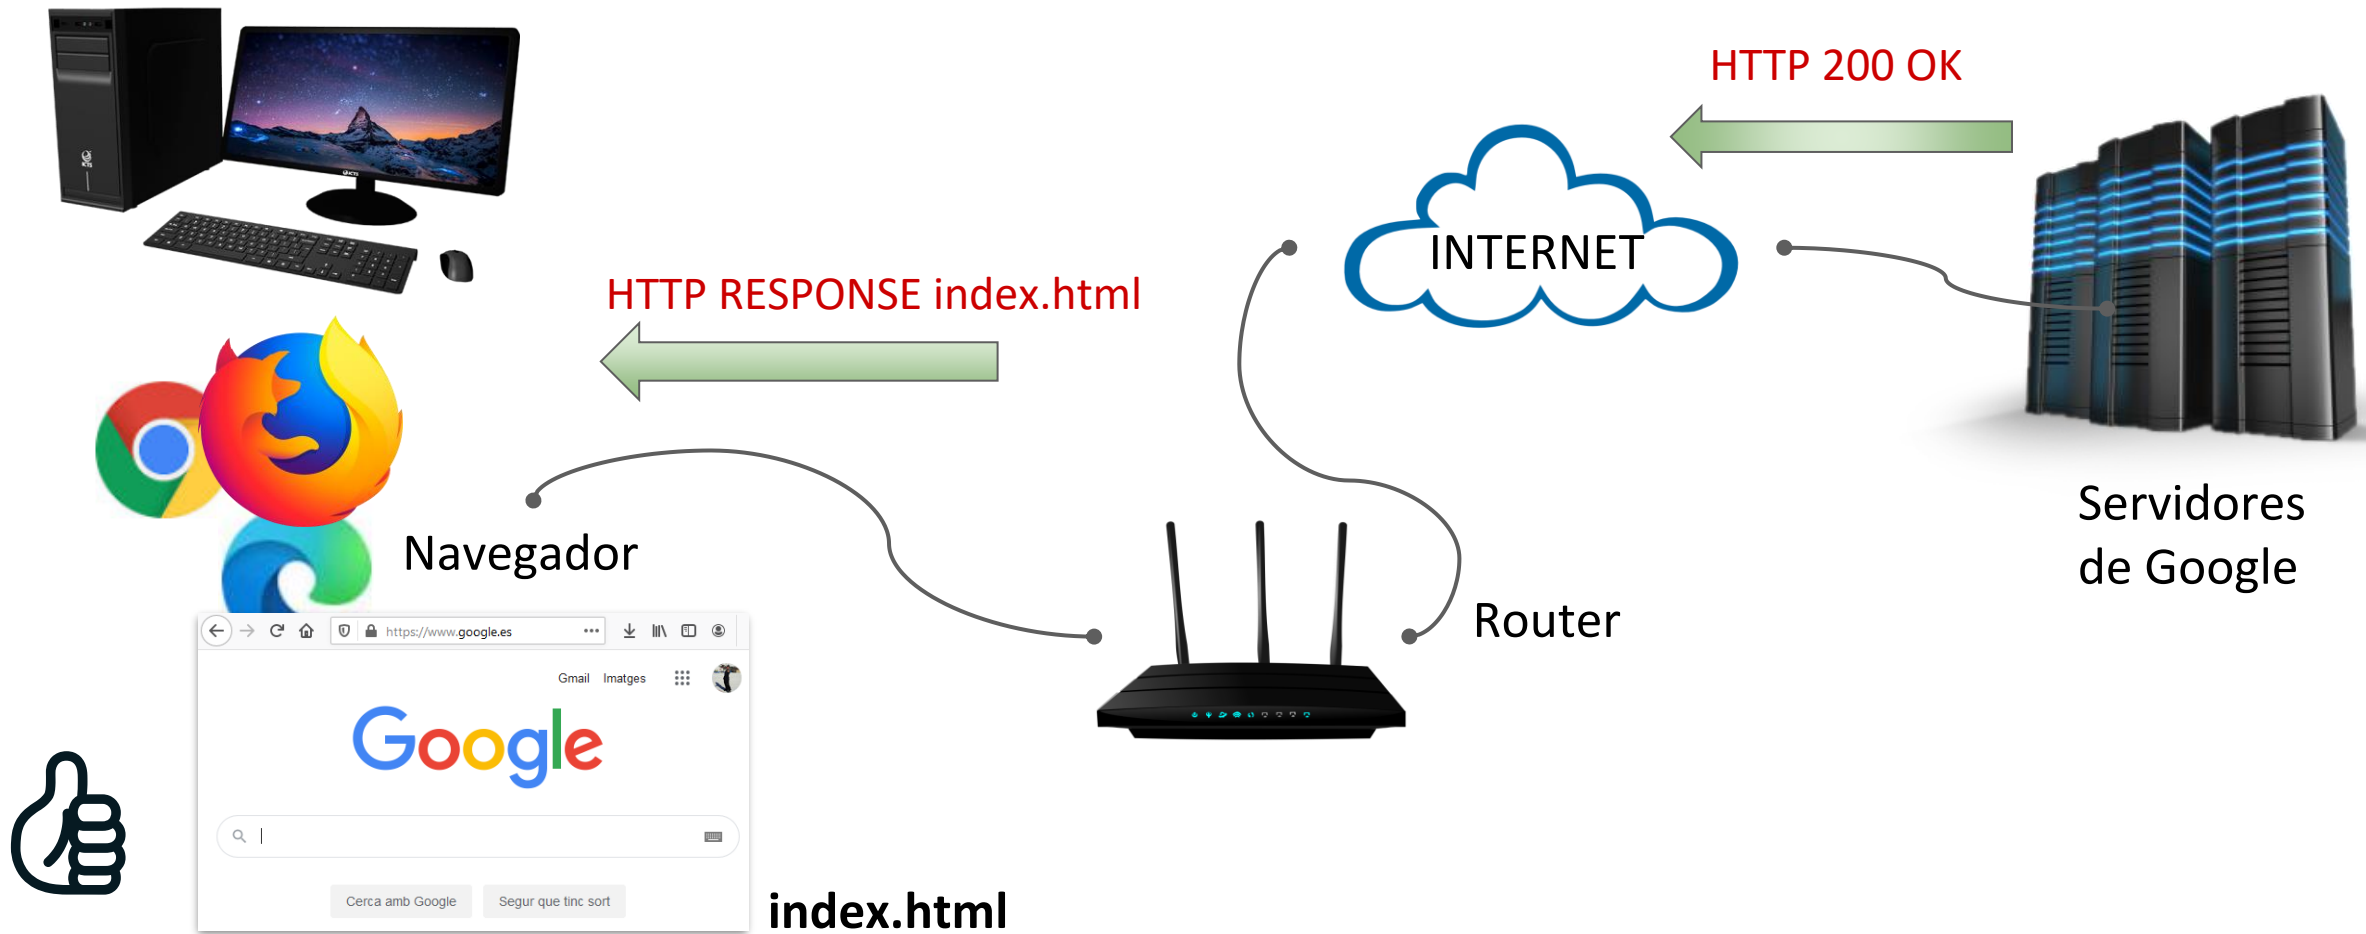 HTTP 200 OK
INTERNET
HTTP RESPONSE index.html
Servidores
de Google
Navegador
Router
https://www.google.es
Gmail Imatges
Google
Cerca amb Google Segur que tinc sort
index.html